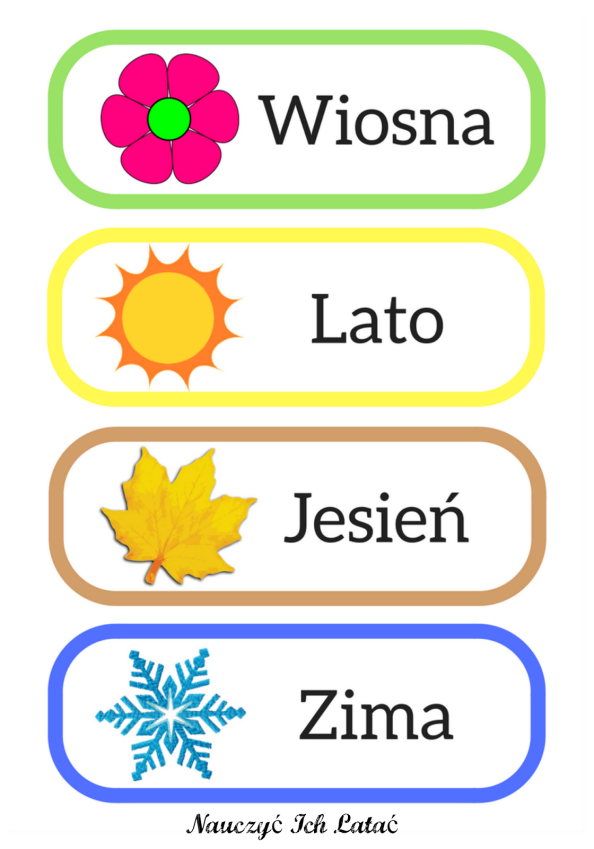 Wiosna
Lato
Jesień
Zima
Nauczyć Ich Latać